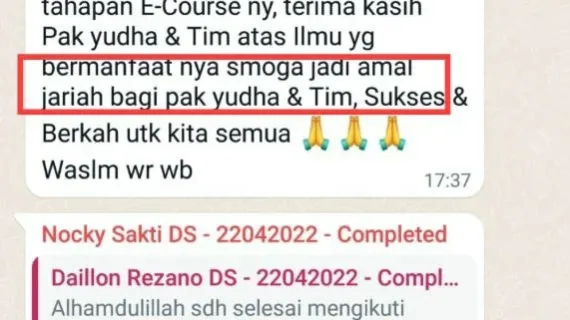 tahapan E-Course ny, terima kasih
Pak yudha & Tim atas Ilmu yg
bermanfaat nya smoga jadi amal
jariah bagi pak yudha & Tim, Sukses &
Berkah utk kita semua 🙏 🙏 🙏
Waslm wr wb
17:37
Nocky Sakti DS - 22042022 - Completed
Daillon Rezano DS - 22042022 - Compl...
Alhamdulillah sdh selesai mengikuti